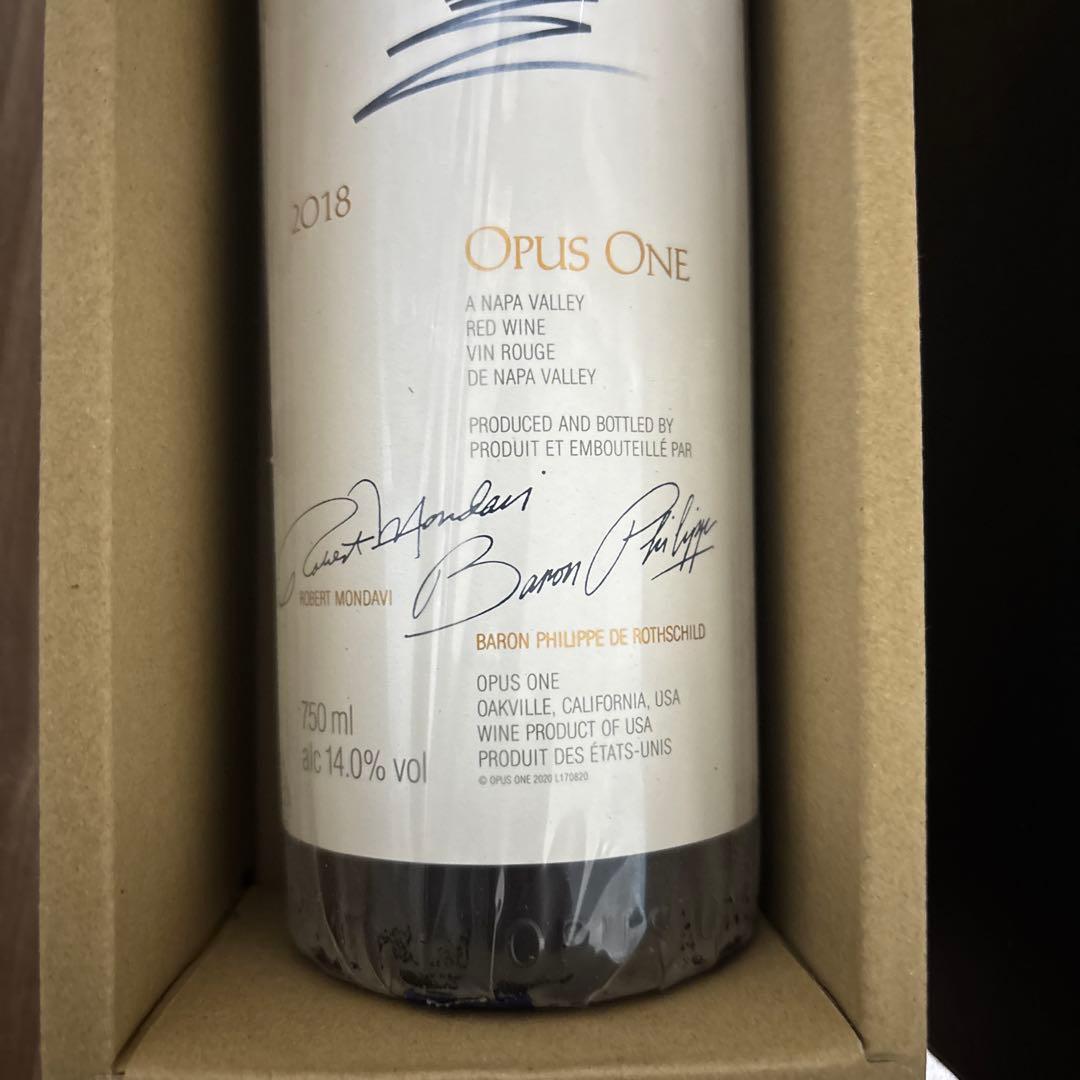 2018
OPUS ONE
A NAPA VALLEY
RED WINE
VIN ROUGE
DE NAPA VALLEY
PRODUCED AND BOTTLED BY
PRODUIT ET EMBOUTEILLÉ PAR
Robert Mondavi
Baron Philippe
ROBERT MONDAVI
BARON PHILIPPE DE ROTHSCHILD
OPUS ONE
OAKVILLE, CALIFORNIA, USA
WINE PRODUCT OF USA
PRODUIT DES ÉTATS-UNIS
© OPUS ONE 2020 L170820
750 ml
alc 14.0% vol